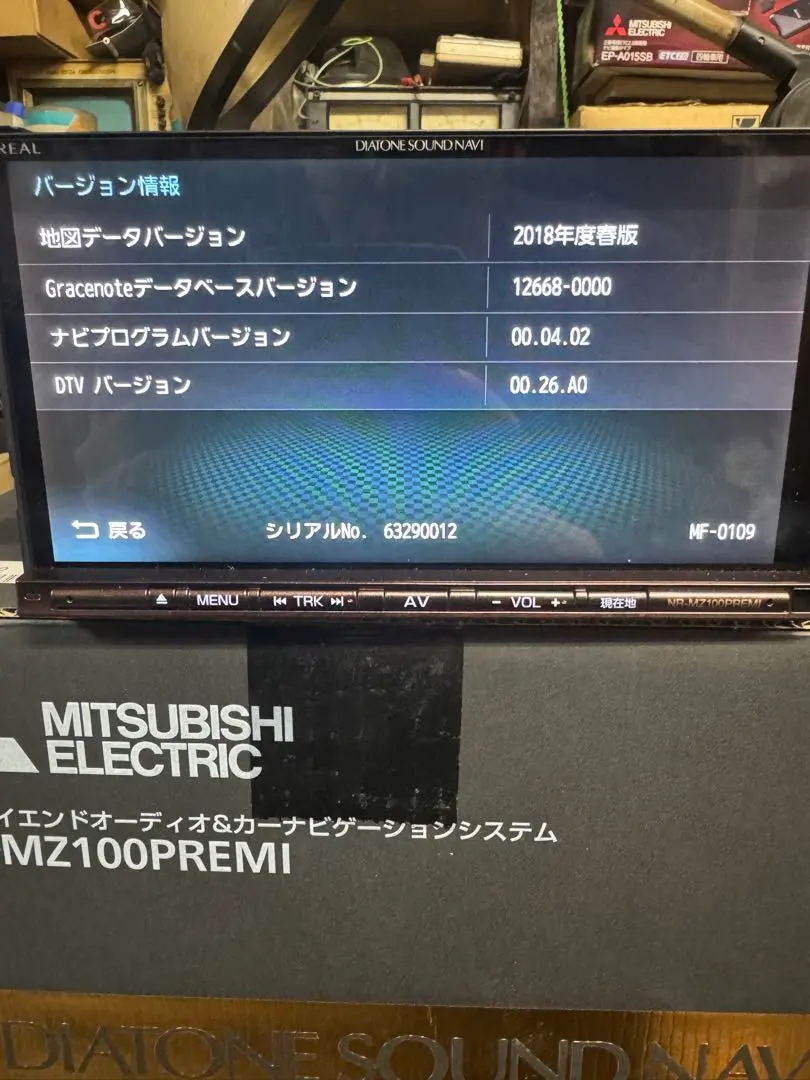 MITSUBISHI
ELECTRIC
EP-A015SB ETC2.0
REAL
DIATONE SOUND NAVI
バージョン情報
地図データバージョン 2018年度春版
Gracenoteデータベースバージョン 12668-0000
ナビプログラムバージョン 00.04.02
DTV バージョン 00.26.A0
戻る シリアルNo. 63290012 MF-0109
MENU TRK AV − VOL + 現在地 NR-MZ100PREMI
MITSUBISHI
ELECTRIC
イエンドオーディオ&カーナビゲーションシステム
-MZ100PREMI
DIATONE SOUND NAVI